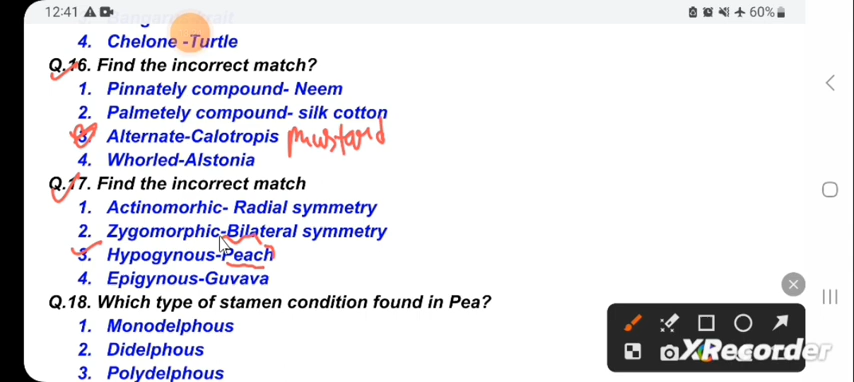 12:41
60%
4. Chelone -Turtle
Q.16. Find the incorrect match?
1. Pinnately compound- Neem
2. Palmetely compound- silk cotton
3. Alternate-Calotropis mustard
4. Whorled-Alstonia
Q.17. Find the incorrect match
1. Actinomorhic- Radial symmetry
2. Zygomorphic-Bilateral symmetry
3. Hypogynous-Peach
4. Epigynous-Guvava
Q.18. Which type of stamen condition found in Pea?
1. Monodelphous
2. Didelphous
3. Polydelphous
XRecorder